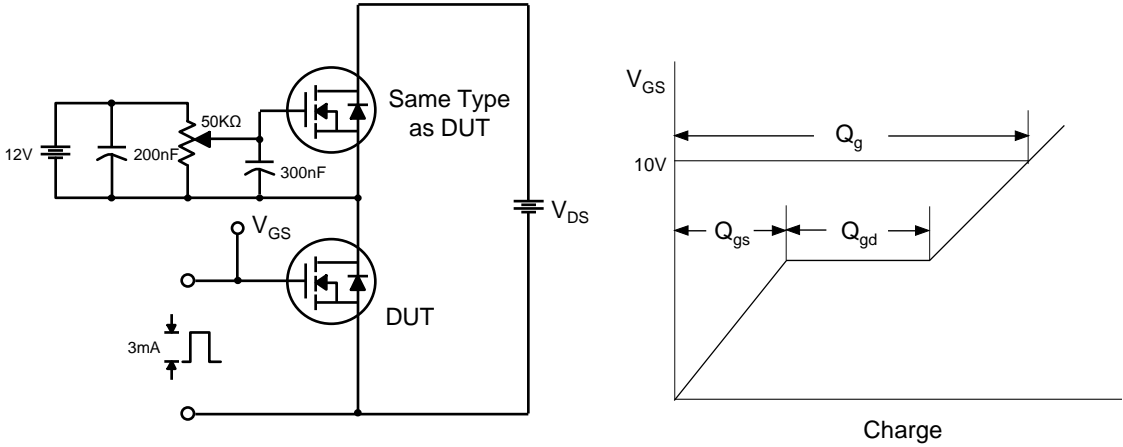 12V
200nF
50KΩ
300nF
Same Type
as DUT
V_DS
V_GS
DUT
3mA
V_GS
10V
Q_g
Q_gs
Q_gd
Charge